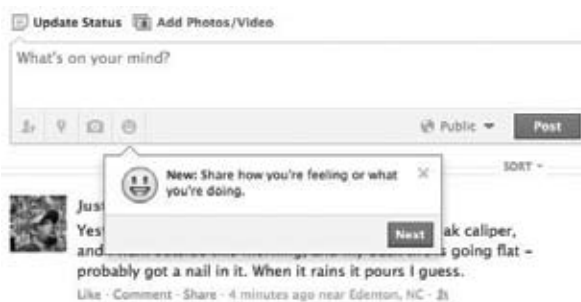 Update Status Add Photos/Video
What's on your mind?
Public Post
SORT
New: Share how you're feeling or what
you're doing.
Next
Just
Yest ak caliper,
and s going flat –
probably got a nail in it. When it rains it pours I guess.
Like · Comment · Share · 4 minutes ago near Edenton, NC ·